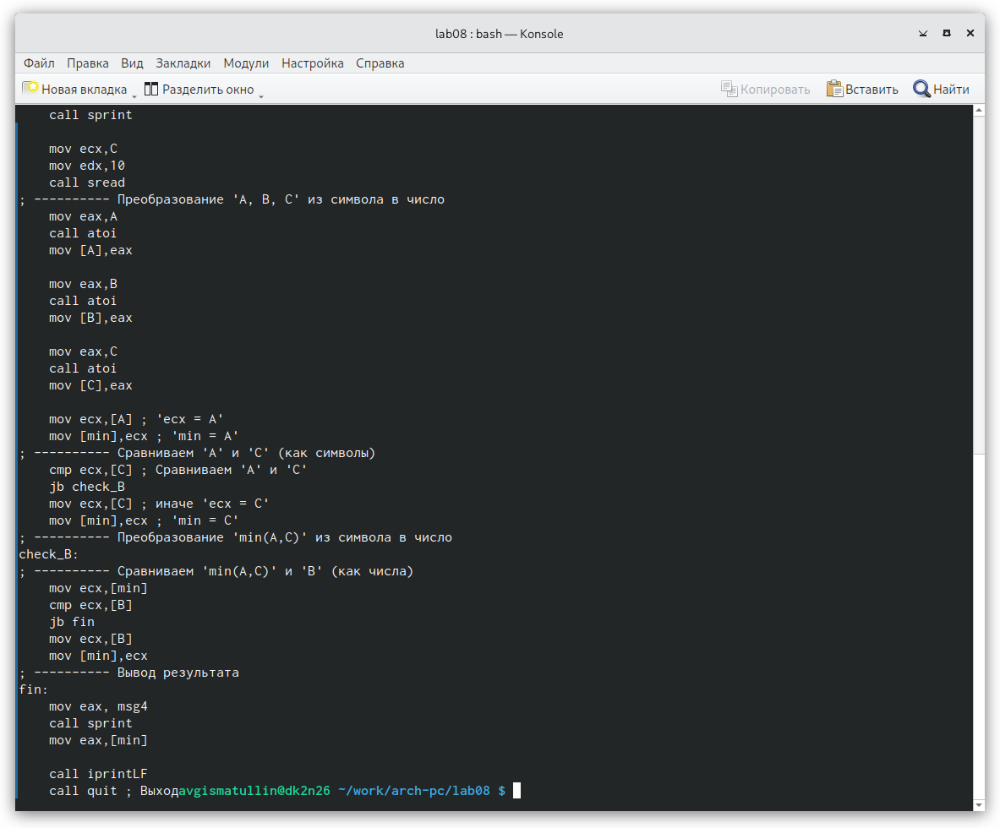 lab08 : bash — Konsole
Файл Правка Вид Закладки Модули Настройка Справка
Новая вкладка Разделить окно Копировать Вставить Найти
    call sprint

    mov ecx,C
    mov edx,10
    call sread
; ---------- Преобразование 'A, B, C' из символа в число
    mov eax,A
    call atoi
    mov [A],eax

    mov eax,B
    call atoi
    mov [B],eax

    mov eax,C
    call atoi
    mov [C],eax

    mov ecx,[A] ; 'ecx = A'
    mov [min],ecx ; 'min = A'
; ---------- Сравниваем 'A' и 'C' (как символы)
    cmp ecx,[C] ; Сравниваем 'A' и 'C'
    jb check_B
    mov ecx,[C] ; иначе 'ecx = C'
    mov [min],ecx ; 'min = C'
; ---------- Преобразование 'min(A,C)' из символа в число
check_B:
; ---------- Сравниваем 'min(A,C)' и 'B' (как числа)
    mov ecx,[min]
    cmp ecx,[B]
    jb fin
    mov ecx,[B]
    mov [min],ecx
; ---------- Вывод результата
fin:
    mov eax, msg4
    call sprint
    mov eax,[min]

    call iprintLF
    call quit ; Выходavgismatullin@dk2n26 ~/work/arch-pc/lab08 $